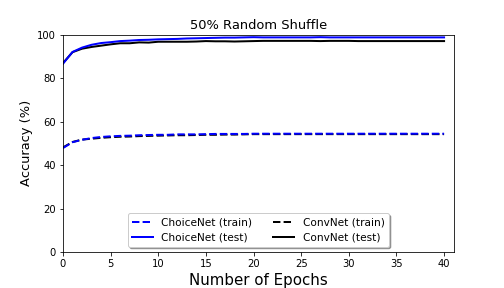 50% Random Shuffle
Accuracy (%)
100
80
60
40
20
0
ChoiceNet (train) ConvNet (train)
ChoiceNet (test) ConvNet (test)
0 5 10 15 20 25 30 35 40
Number of Epochs